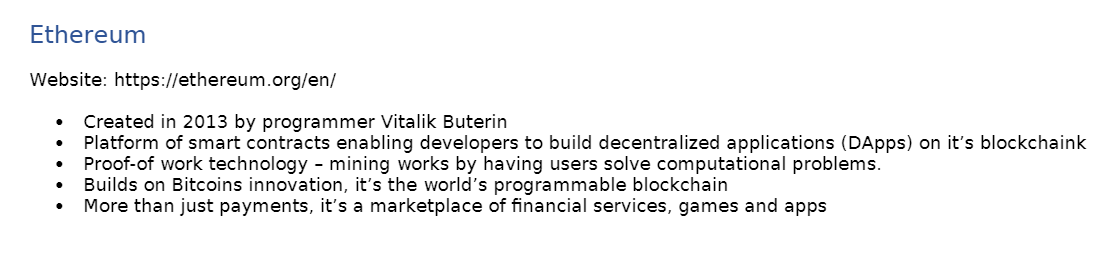 Ethereum
Website: https://ethereum.org/en/
• Created in 2013 by programmer Vitalik Buterin
• Platform of smart contracts enabling developers to build decentralized applications (DApps) on it’s blockchaink
• Proof-of work technology – mining works by having users solve computational problems.
• Builds on Bitcoins innovation, it’s the world’s programmable blockchain
• More than just payments, it’s a marketplace of financial services, games and apps